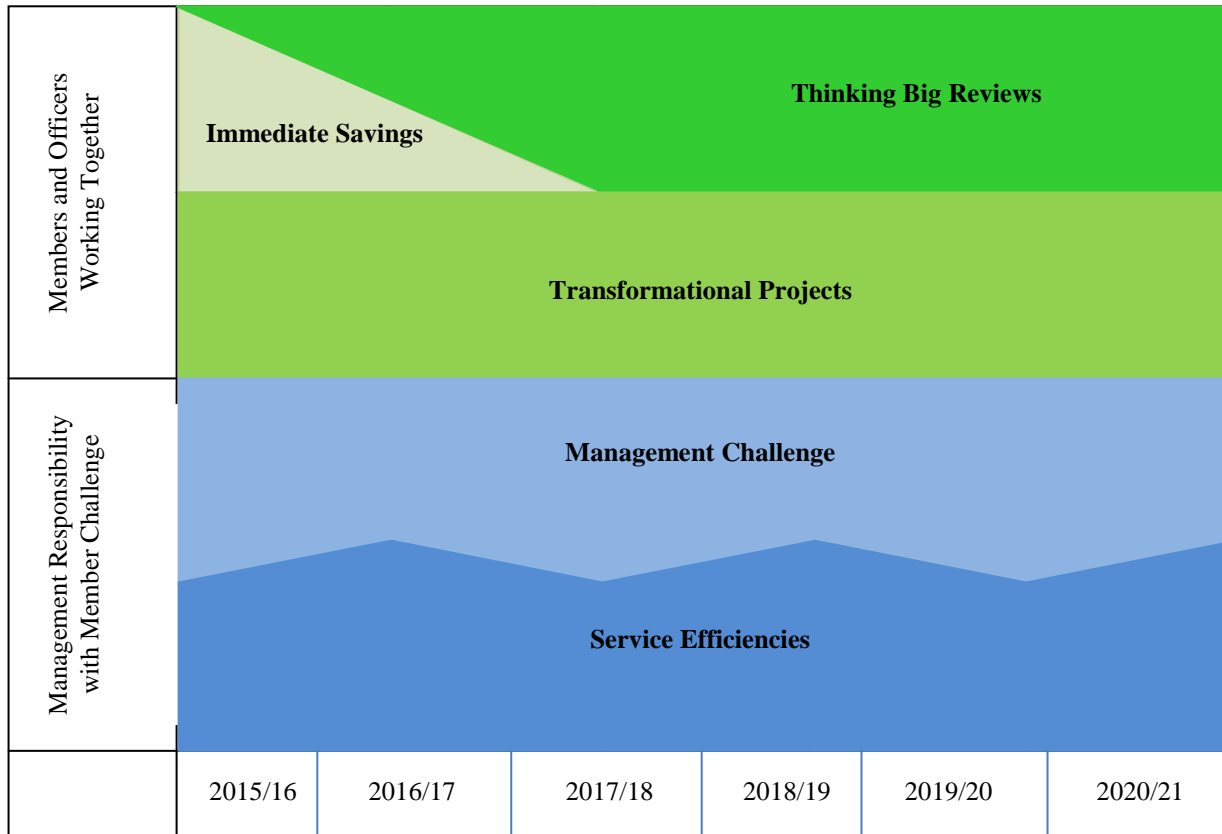 Members and Officers
Working Together
Thinking Big Reviews
Immediate Savings
Transformational Projects
Management Responsibility
with Member Challenge
Management Challenge
Service Efficiencies
2015/16
2016/17
2017/18
2018/19
2019/20
2020/21